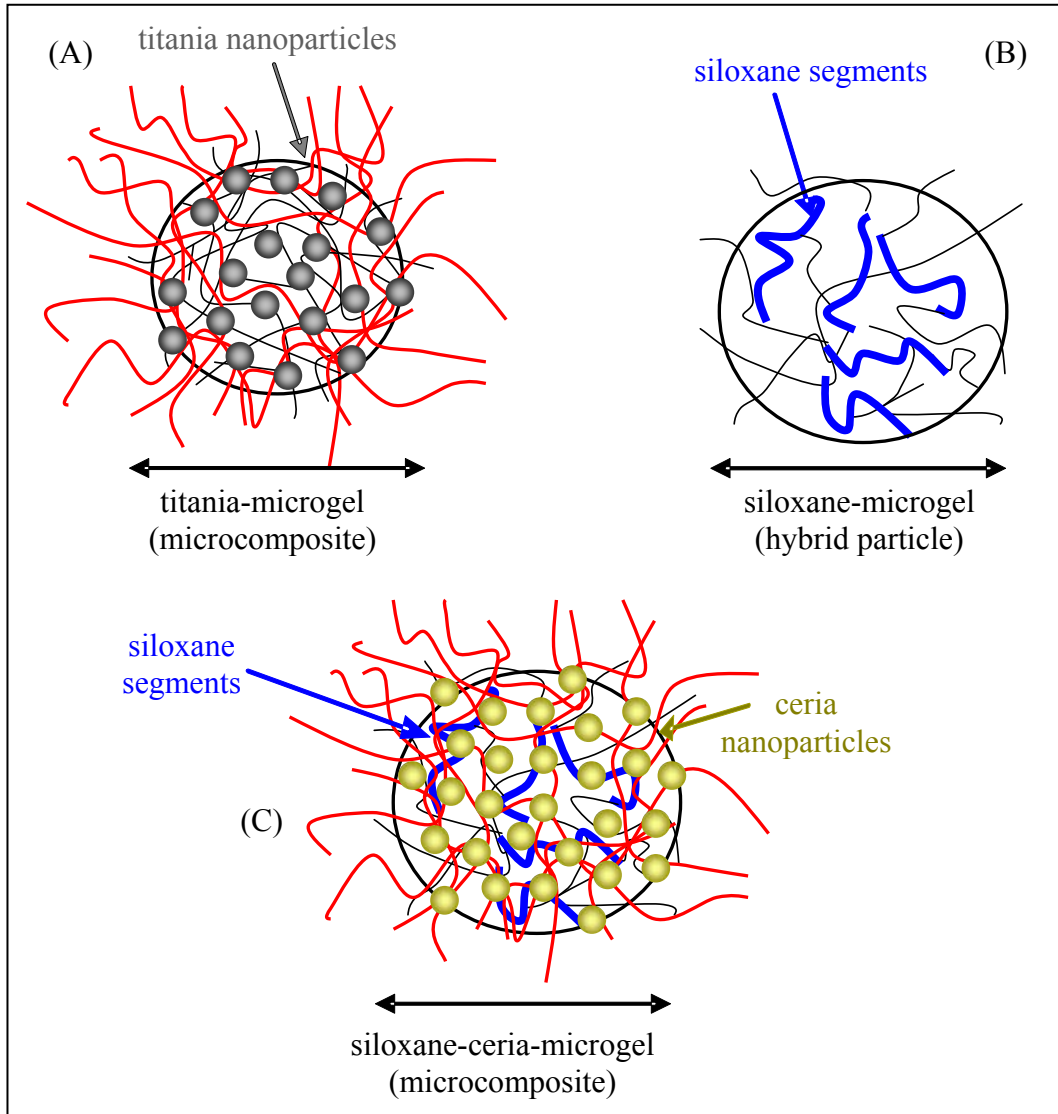 (A)
titania nanoparticles
titania-microgel
(microcomposite)
(B)
siloxane segments
siloxane-microgel
(hybrid particle)
(C)
siloxane
segments
ceria
nanoparticles
siloxane-ceria-microgel
(microcomposite)